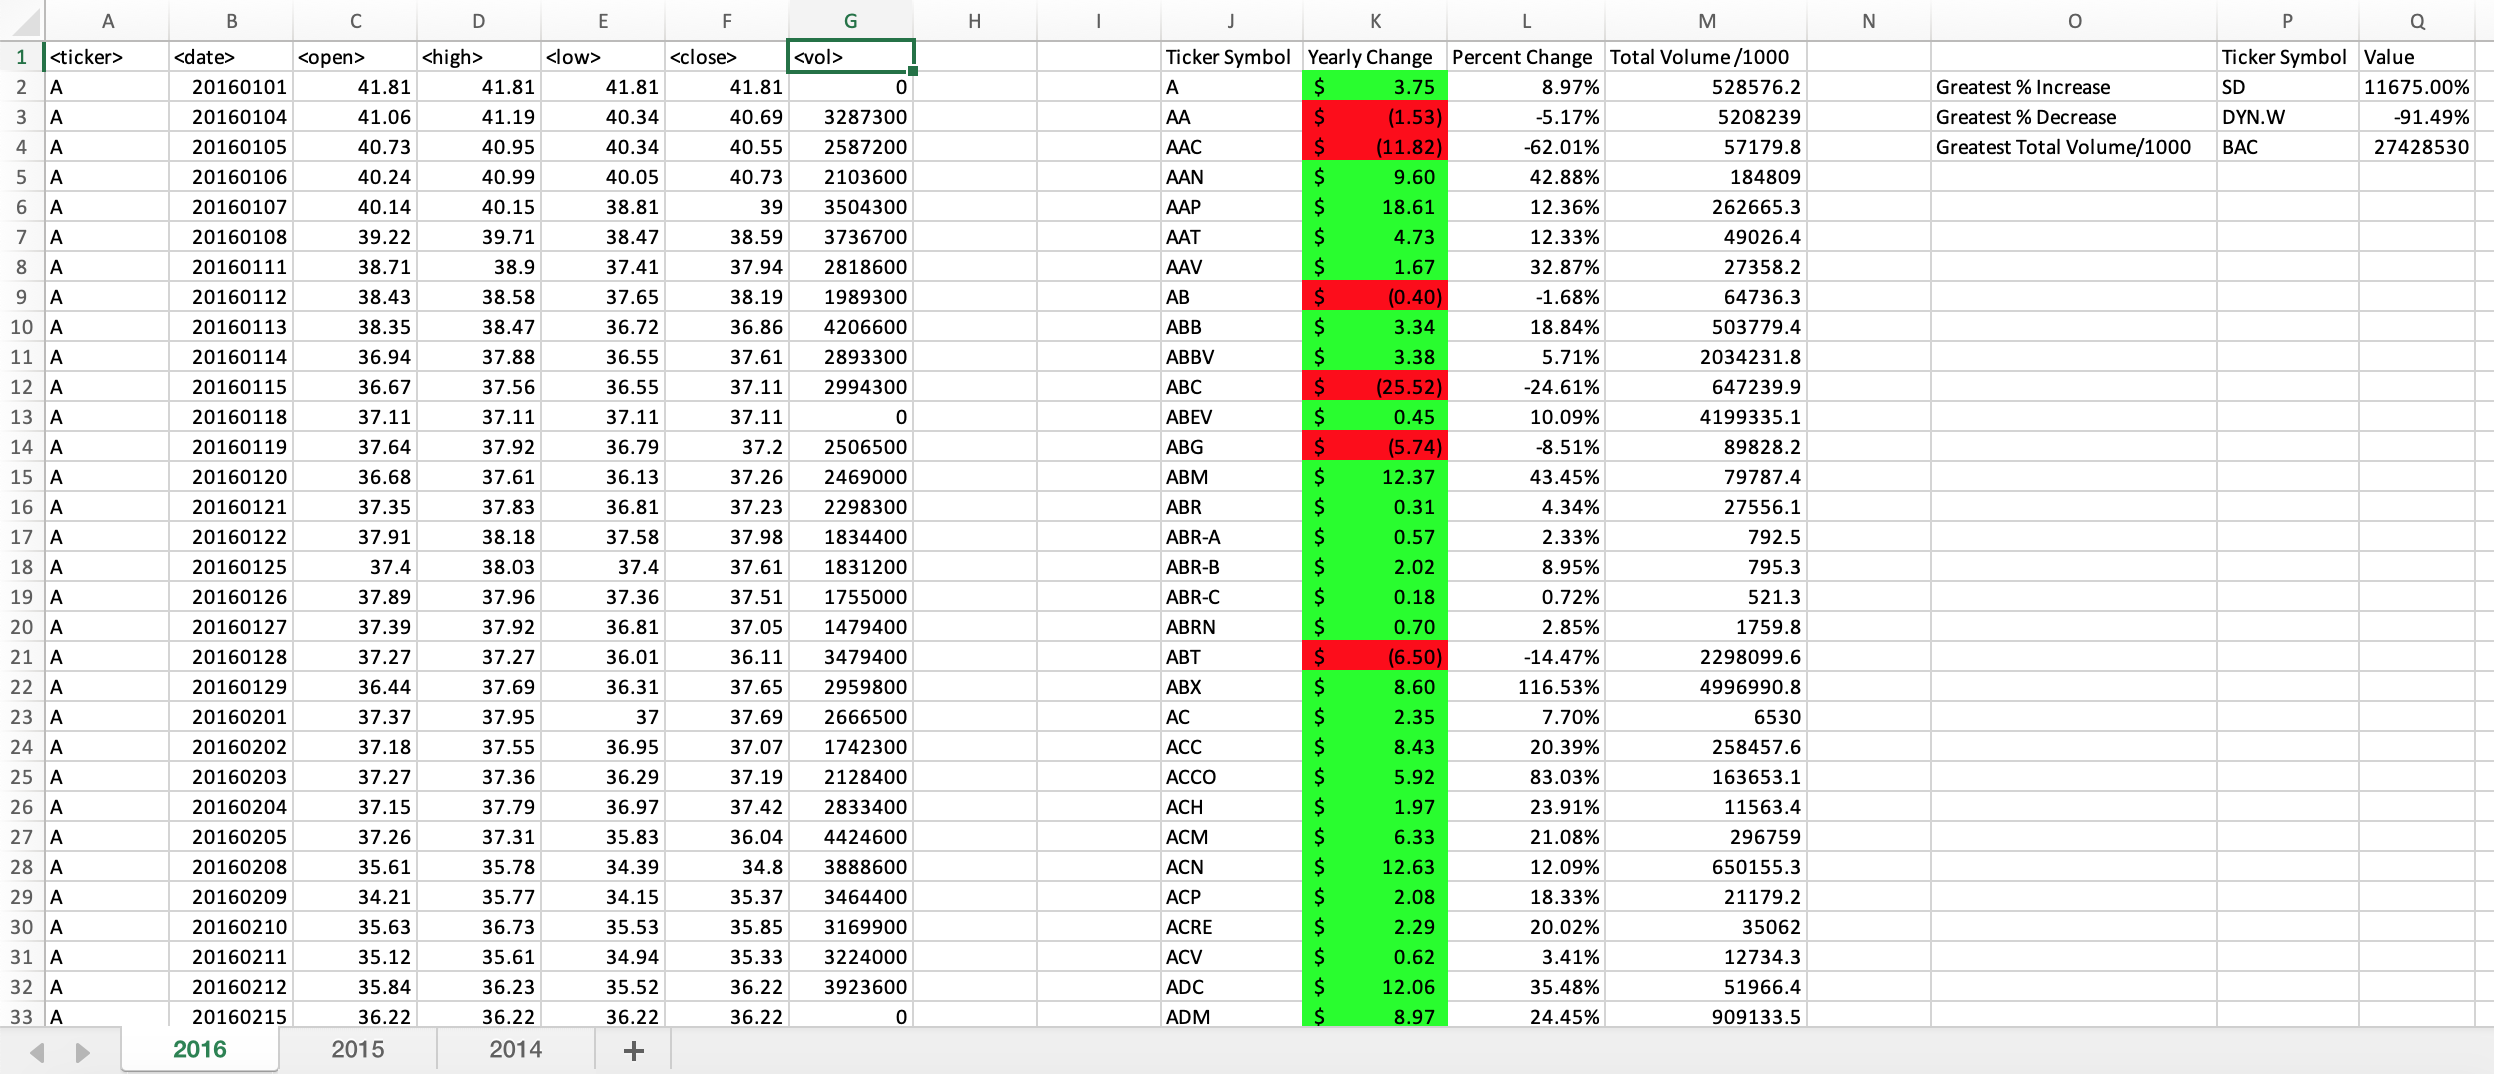 A B C D E F G H I J K L M N O P Q
1 <ticker> <date> <open> <high> <low> <close> <vol> Ticker Symbol Yearly Change Percent Change Total Volume /1000 Ticker Symbol Value
2 A 20160101 41.81 41.81 41.81 41.81 0 A $ 3.75 8.97% 528576.2 Greatest % Increase SD 11675.00%
3 A 20160104 41.06 41.19 40.34 40.69 3287300 AA $ (1.53) -5.17% 5208239 Greatest % Decrease DYN.W -91.49%
4 A 20160105 40.73 40.95 40.34 40.55 2587200 AAC $ (11.82) -62.01% 57179.8 Greatest Total Volume/1000 BAC 27428530
5 A 20160106 40.24 40.99 40.05 40.73 2103600 AAN $ 9.60 42.88% 184809
6 A 20160107 40.14 40.15 38.81 39 3504300 AAP $ 18.61 12.36% 262665.3
7 A 20160108 39.22 39.71 38.47 38.59 3736700 AAT $ 4.73 12.33% 49026.4
8 A 20160111 38.71 38.9 37.41 37.94 2818600 AAV $ 1.67 32.87% 27358.2
9 A 20160112 38.43 38.58 37.65 38.19 1989300 AB $ (0.40) -1.68% 64736.3
10 A 20160113 38.35 38.47 36.72 36.86 4206600 ABB $ 3.34 18.84% 503779.4
11 A 20160114 36.94 37.88 36.55 37.61 2893300 ABBV $ 3.38 5.71% 2034231.8
12 A 20160115 36.67 37.56 36.55 37.11 2994300 ABC $ (25.52) -24.61% 647239.9
13 A 20160118 37.11 37.11 37.11 37.11 0 ABEV $ 0.45 10.09% 4199335.1
14 A 20160119 37.64 37.92 36.79 37.2 2506500 ABG $ (5.74) -8.51% 89828.2
15 A 20160120 36.68 37.61 36.13 37.26 2469000 ABM $ 12.37 43.45% 79787.4
16 A 20160121 37.35 37.83 36.81 37.23 2298300 ABR $ 0.31 4.34% 27556.1
17 A 20160122 37.91 38.18 37.58 37.98 1834400 ABR-A $ 0.57 2.33% 792.5
18 A 20160125 37.4 38.03 37.4 37.61 1831200 ABR-B $ 2.02 8.95% 795.3
19 A 20160126 37.89 37.96 37.36 37.51 1755000 ABR-C $ 0.18 0.72% 521.3
20 A 20160127 37.39 37.92 36.81 37.05 1479400 ABRN $ 0.70 2.85% 1759.8
21 A 20160128 37.27 37.27 36.01 36.11 3479400 ABT $ (6.50) -14.47% 2298099.6
22 A 20160129 36.44 37.69 36.31 37.65 2959800 ABX $ 8.60 116.53% 4996990.8
23 A 20160201 37.37 37.95 37 37.69 2666500 AC $ 2.35 7.70% 6530
24 A 20160202 37.18 37.55 36.95 37.07 1742300 ACC $ 8.43 20.39% 258457.6
25 A 20160203 37.27 37.36 36.29 37.19 2128400 ACCO $ 5.92 83.03% 163653.1
26 A 20160204 37.15 37.79 36.97 37.42 2833400 ACH $ 1.97 23.91% 11563.4
27 A 20160205 37.26 37.31 35.83 36.04 4424600 ACM $ 6.33 21.08% 296759
28 A 20160208 35.61 35.78 34.39 34.8 3888600 ACN $ 12.63 12.09% 650155.3
29 A 20160209 34.21 35.77 34.15 35.37 3464400 ACP $ 2.08 18.33% 21179.2
30 A 20160210 35.63 36.73 35.53 35.85 3169900 ACRE $ 2.29 20.02% 35062
31 A 20160211 35.12 35.61 34.94 35.33 3224000 ACV $ 0.62 3.41% 12734.3
32 A 20160212 35.84 36.23 35.52 36.22 3923600 ADC $ 12.06 35.48% 51966.4
33 A 20160215 36.22 36.22 36.22 36.22 0 ADM $ 8.97 24.45% 909133.5
2016 2015 2014 +